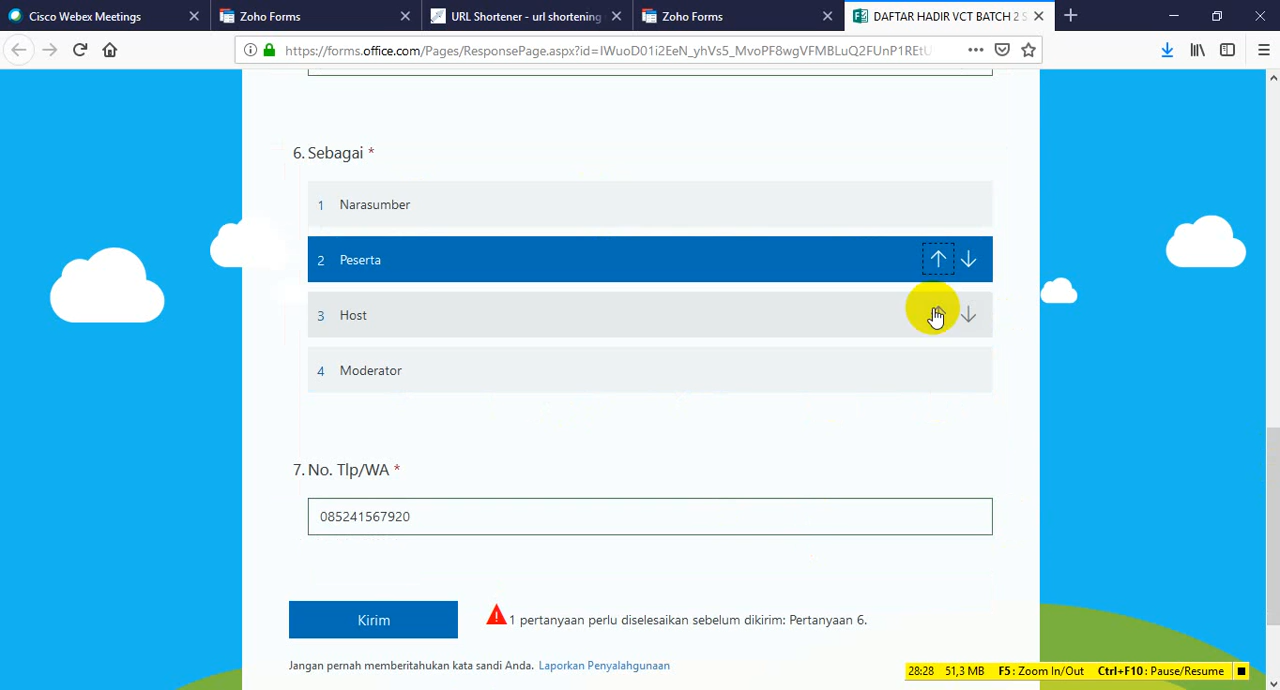 Cisco Webex Meetings
Zoho Forms
URL Shortener - url shortening
Zoho Forms
DAFTAR HADIR VCT BATCH 2 S
https://forms.office.com/Pages/ResponsePage.aspx?id=IWuoD01i2EeN_yhVs5_MvoPF8wgVFMBLuQ2FUnP1REtU
6. Sebagai *
1 Narasumber
2 Peserta
3 Host
4 Moderator
7. No. Tlp/WA *
085241567920
Kirim
1 pertanyaan perlu diselesaikan sebelum dikirim: Pertanyaan 6.
Jangan pernah memberitahukan kata sandi Anda. Laporkan Penyalahgunaan
28:28 51,3 MB F5: Zoom In/Out Ctrl+F10: Pause/Resume